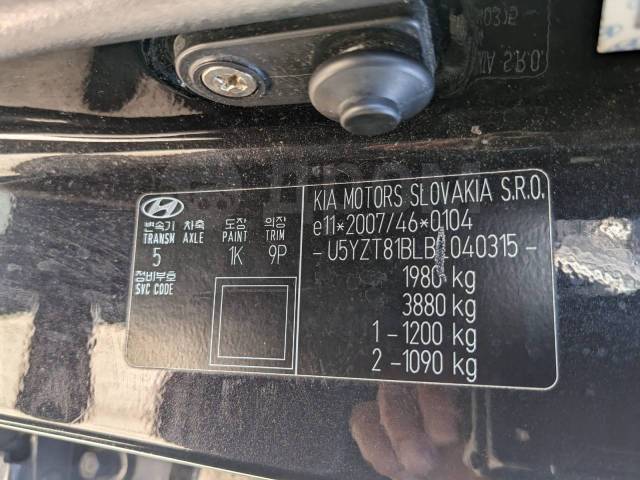 변속기 차축 도장 의장
TRANSM AXLE PAINT TRIM
5 1K 9P
정비부호
SVC CODE
KIA MOTORS SLOVAKIA S.R.O.
e11*2007/46*0104
- U5YZT81BLB L040315 -
1980 kg
3880 kg
1 - 1200 kg
2 - 1090 kg